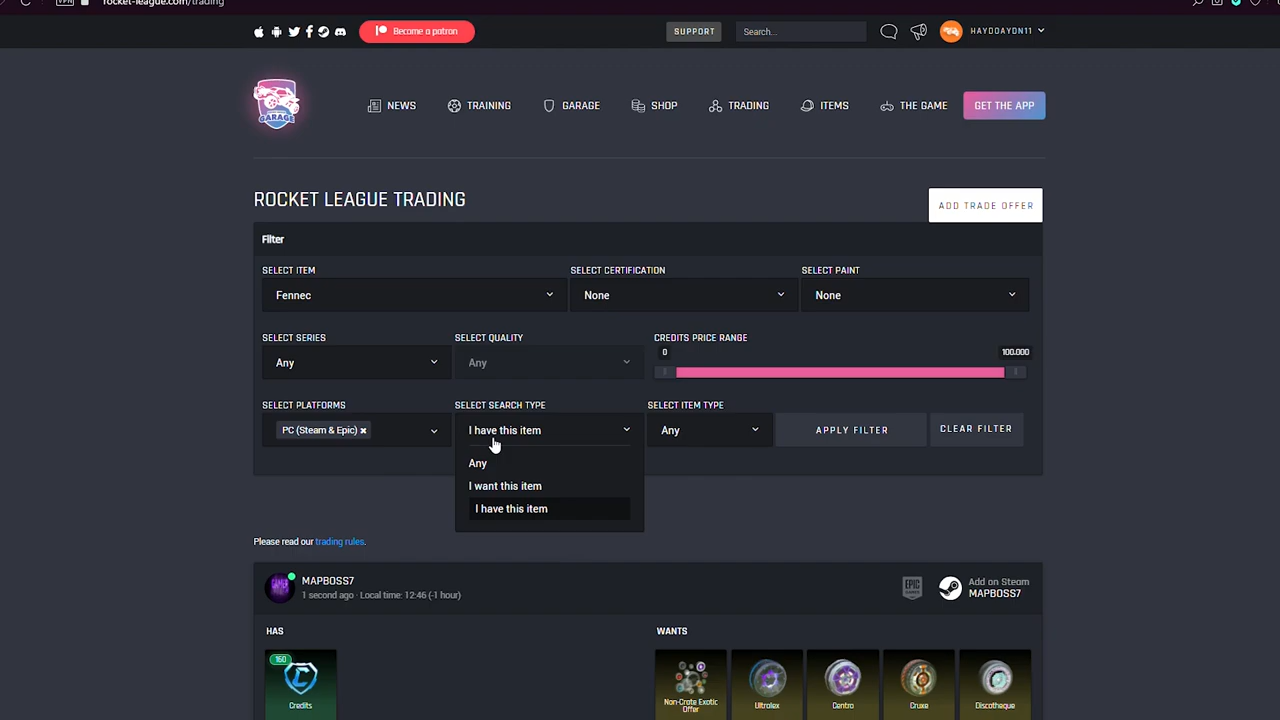 rocket-league.com/trading
VPN
Become a patron
SUPPORT
Search...
HAYDDAYDN11
GARAGE
NEWS
TRAINING
GARAGE
SHOP
TRADING
ITEMS
THE GAME
GET THE APP
ROCKET LEAGUE TRADING
ADD TRADE OFFER
Filter
SELECT ITEM
SELECT CERTIFICATION
SELECT PAINT
Fennec
None
None
SELECT SERIES
SELECT QUALITY
CREDITS PRICE RANGE
0
100.000
Any
Any
SELECT PLATFORMS
SELECT SEARCH TYPE
SELECT ITEM TYPE
PC (Steam & Epic) ×
I have this item
Any
APPLY FILTER
CLEAR FILTER
Any
I want this item
I have this item
Please read our trading rules.
MAPBOSS7
1 second ago · Local time: 12:46 (-1 hour)
EPIC
Add on Steam
MAPBOSS7
HAS
WANTS
160
Credits
Non-Crate Exotic
Offer
Ultralex
Centro
Cruxe
Discotheque